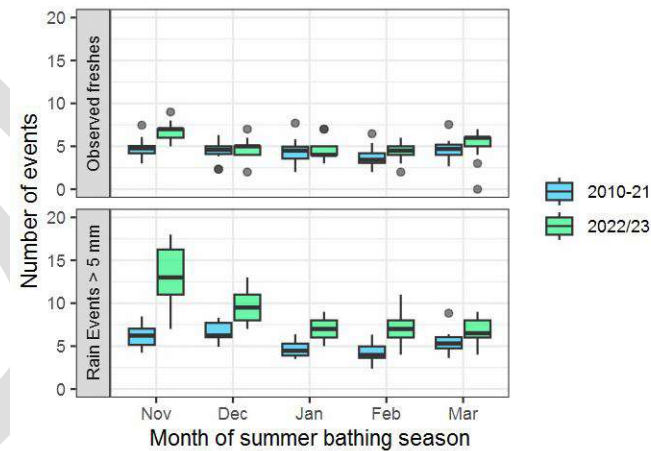 Number of events
Observed freshes
20
15
10
5
0
Rain Events > 5 mm
20
15
10
5
0
Nov Dec Jan Feb Mar
Month of summer bathing season
2010-21
2022/23